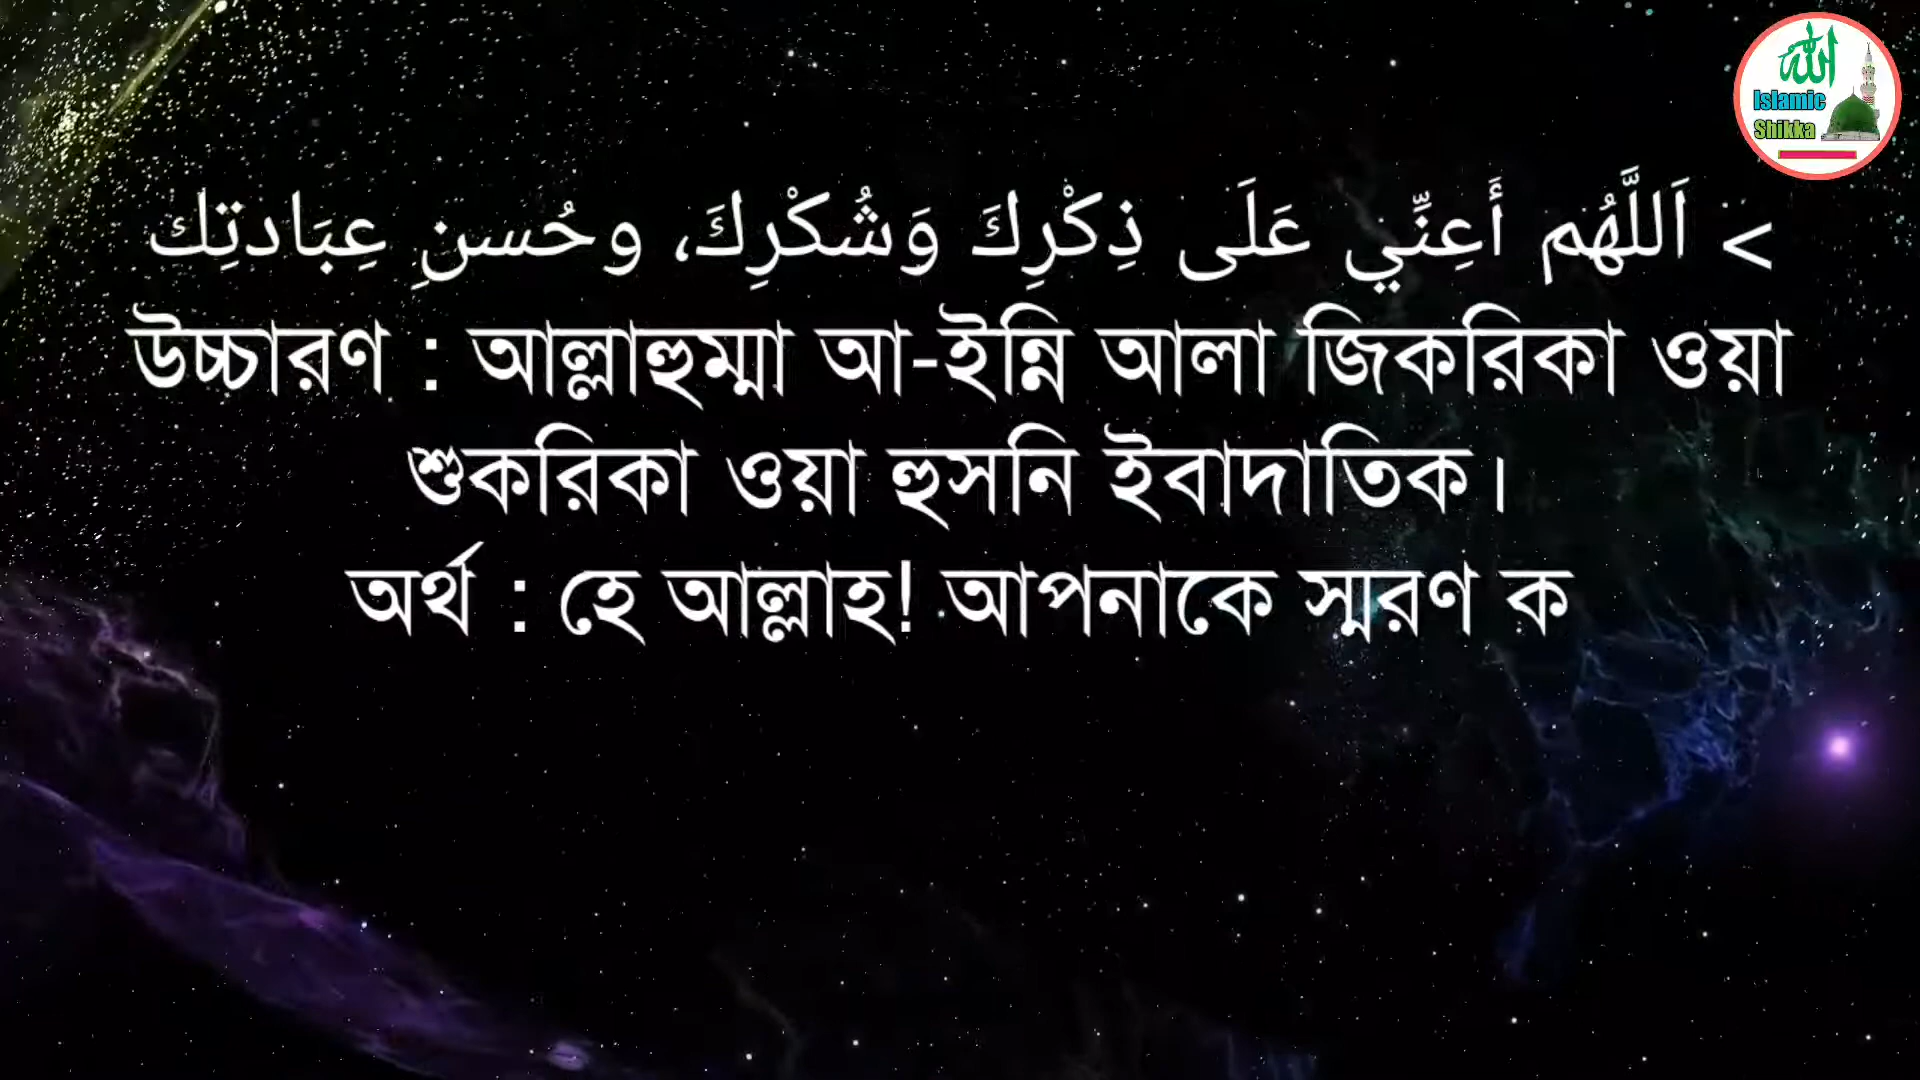 الله
Islamic
Shikka
> اَللَّهُم أَعِنِّي عَلَى ذِكْرِكَ وَشُكْرِكَ، وحُسنِ عِبَادتِك
উচ্চারণ : আল্লাহুম্মা আ-ইন্নি আলা জিকরিকা ওয়া
শুকরিকা ওয়া হুসনি ইবাদাতিক।
অর্থ : হে আল্লাহ! আপনাকে স্মরণ ক